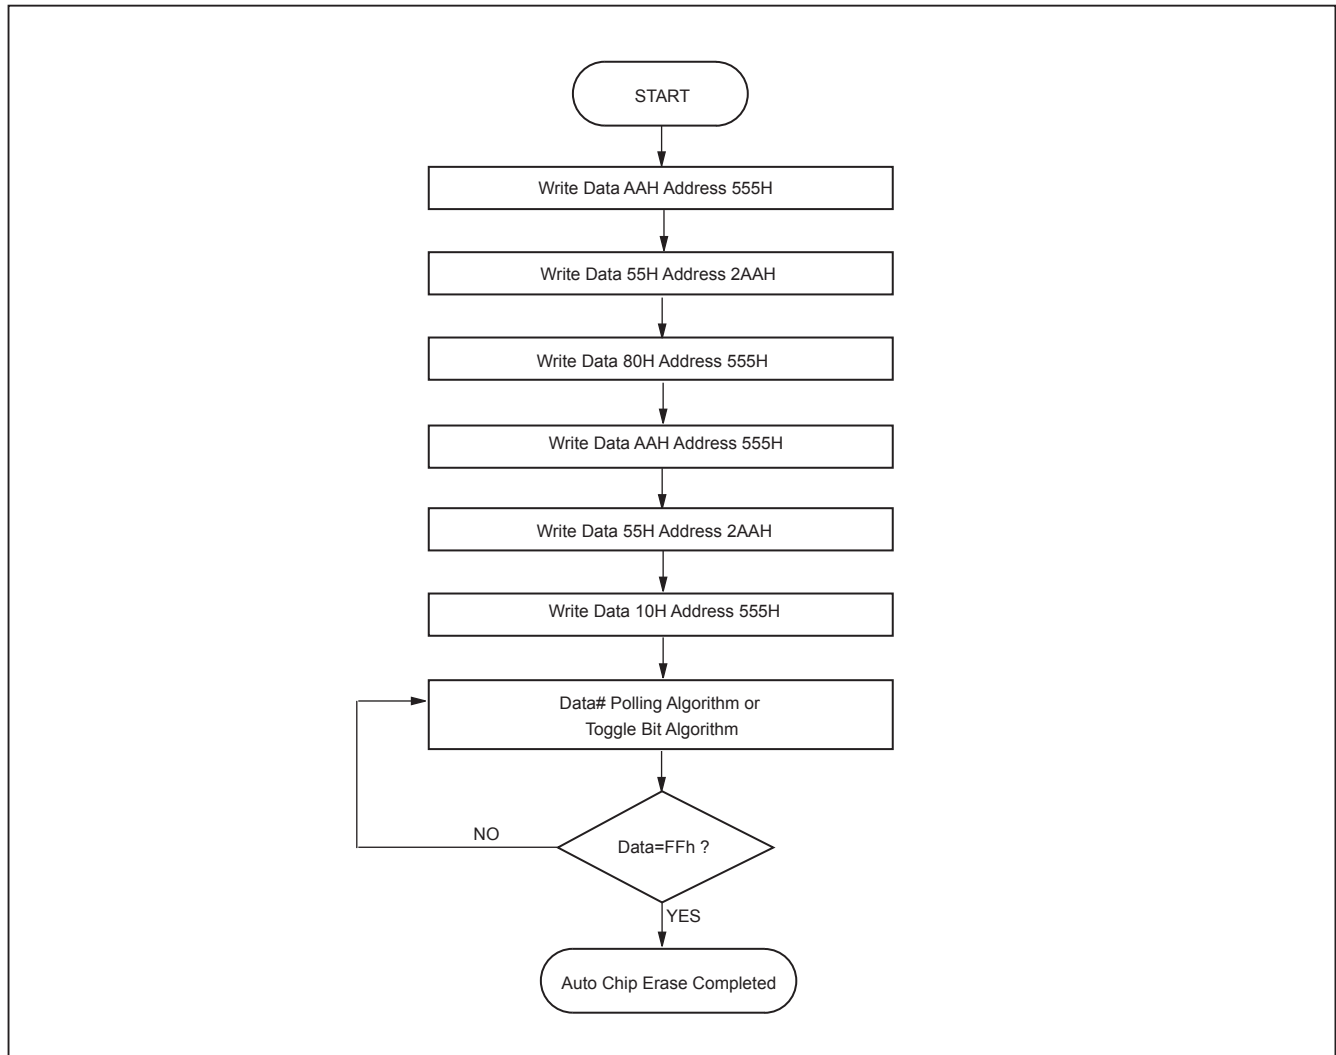 START
Write Data AAH Address 555H
Write Data 55H Address 2AAH
Write Data 80H Address 555H
Write Data AAH Address 555H
Write Data 55H Address 2AAH
Write Data 10H Address 555H
Data# Polling Algorithm or
Toggle Bit Algorithm
NO
Data=FFh ?
YES
Auto Chip Erase Completed